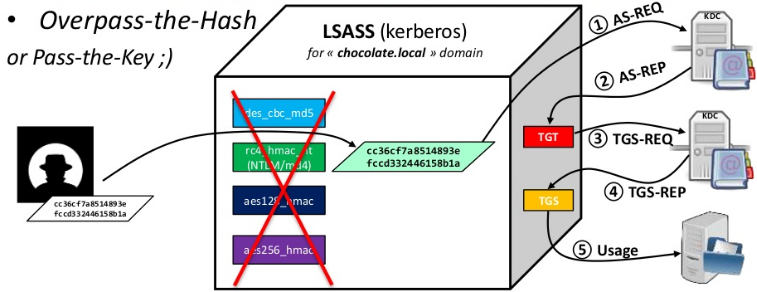 • Overpass-the-Hash
or Pass-the-Key ;)
LSASS (kerberos)
for « chocolate.local » domain
des_cbc_md5
rc4_hmac_nt
(NTLM/md4)
aes128_hmac
aes256_hmac
cc36cf7a8514893e
fccd332446158b1a
cc36cf7a8514893e
fccd332446158b1a
① AS-REQ
KDC
② AS-REP
TGT
③ TGS-REQ
KDC
④ TGS-REP
TGS
⑤ Usage